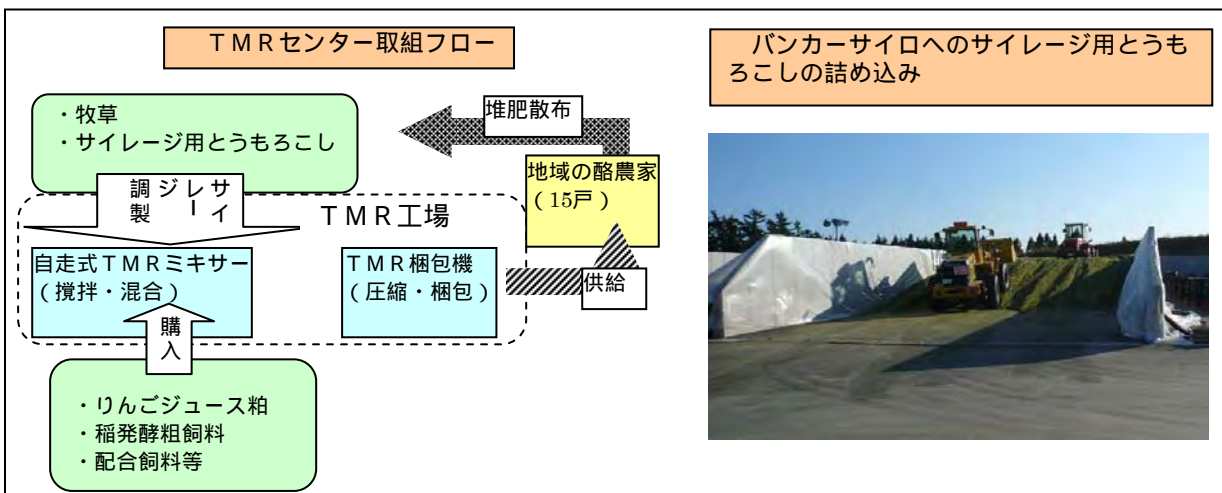 TMRセンター取組フロー
バンカーサイロへのサイレージ用とうも
ろこしの詰め込み
・牧草
・サイレージ用とうもろこし
堆肥散布
地域の酪農家
(15戸)
サイレージ調製
TMR工場
自走式TMRミキサー
(撹拌・混合)
TMR梱包機
(圧縮・梱包)
供給
購入
・りんごジュース粕
・稲発酵粗飼料
・配合飼料等